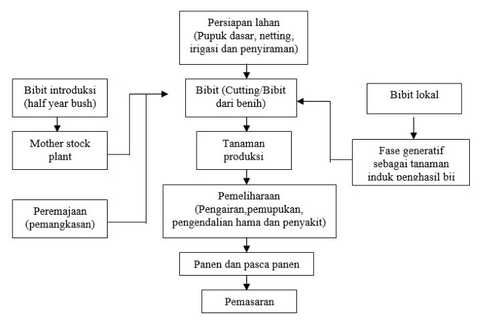 Persiapan lahan
(Pupuk dasar, netting,
irigasi dan penyiraman)
Bibit introduksi
(half year bush)
Bibit (Cutting/Bibit
dari benih)
Bibit lokal
Mother stock
plant
Tanaman
produksi
Fase generatif
sebagai tanaman
induk penghasil bij
Peremajaan
(pemangkasan)
Pemeliharaan
(Pengairan,pemupukan,
pengendalian hama dan penyakit)
Panen dan pasca panen
Pemasaran